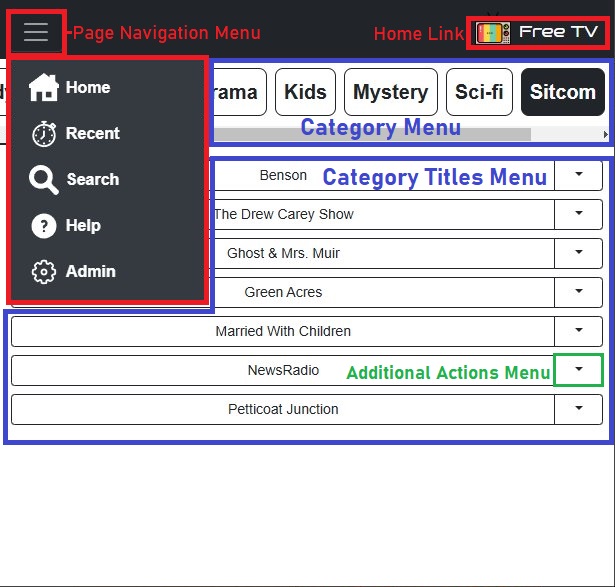 Page Navigation Menu Home Link Free TV
Home
rama Kids Mystery Sci-fi Sitcom
Category Menu
Recent
Search
Help
Admin
Benson Category Titles Menu
The Drew Carey Show
Ghost & Mrs. Muir
Green Acres
Married With Children
NewsRadio Additional Actions Menu
Petticoat Junction